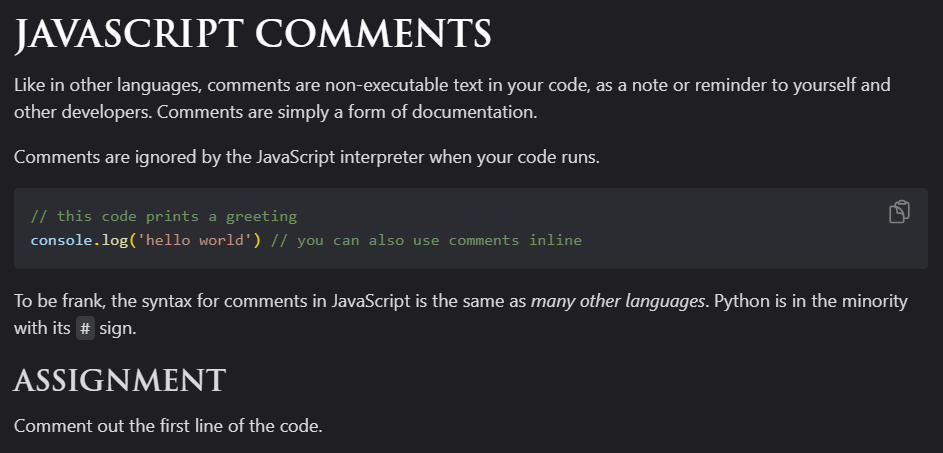 JAVASCRIPT COMMENTS
Like in other languages, comments are non-executable text in your code, as a note or reminder to yourself and
other developers. Comments are simply a form of documentation.
Comments are ignored by the JavaScript interpreter when your code runs.
// this code prints a greeting
console.log('hello world') // you can also use comments inline
To be frank, the syntax for comments in JavaScript is the same as many other languages. Python is in the minority
with its # sign.
ASSIGNMENT
Comment out the first line of the code.